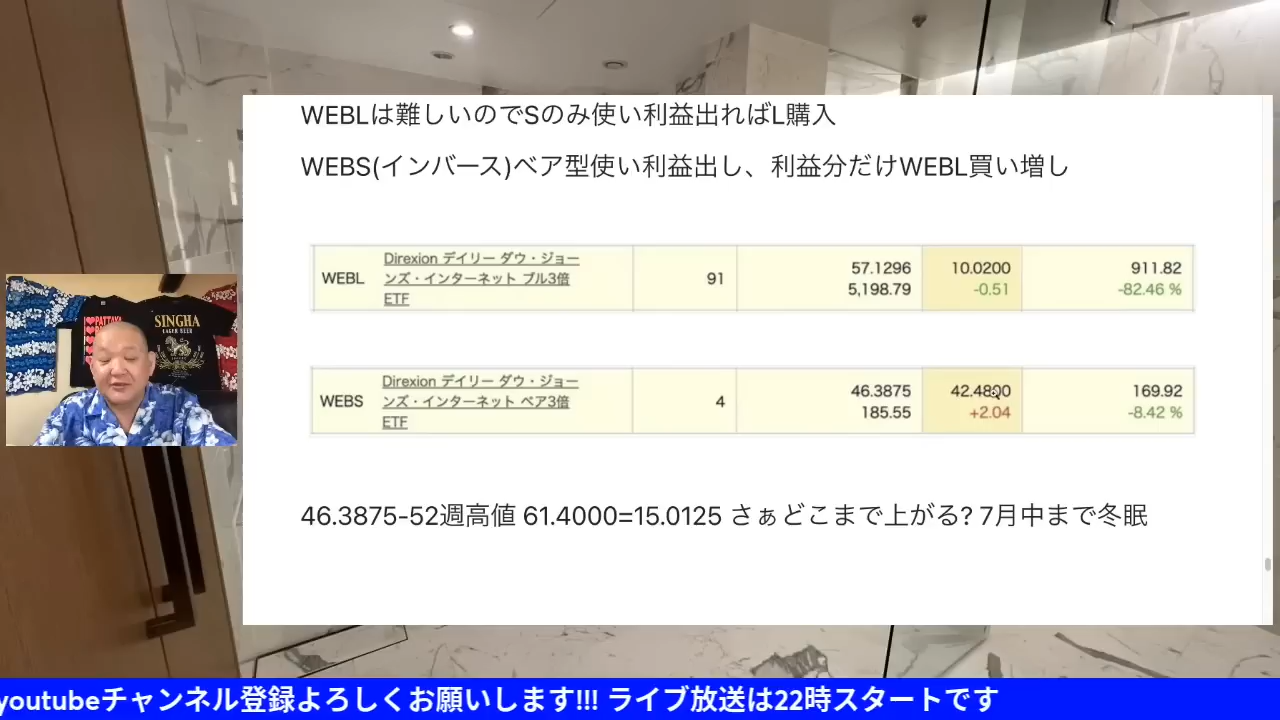 WEBLは難しいのでSのみ使い利益出ればL購入
WEBS(インバース)ベア型使い利益出し、利益分だけWEBL買い増し
WEBL
Direxion デイリー ダウ・ジョー
ンズ・インターネット ブル3倍
ETF
91
57.1296
5,198.79
10.0200
-0.51
911.82
-82.46 %
WEBS
Direxion デイリー ダウ・ジョー
ンズ・インターネット ベア3倍
ETF
4
46.3875
185.55
42.4800
+2.04
169.92
-8.42 %
46.3875-52週高値 61.4000=15.0125 さぁどこまで上がる? 7月中まで冬眠
SINGHA
LAGER BEER
PATTAYA
youtubeチャンネル登録よろしくお願いします!!! ライブ放送は22時スタートです